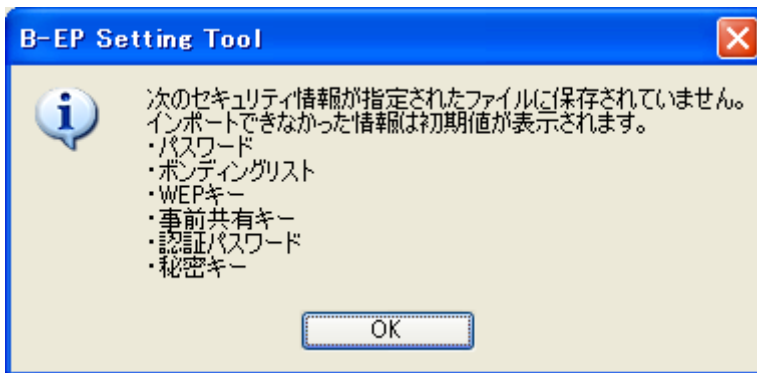 B-EP Setting Tool
次のセキュリティ情報が指定されたファイルに保存されていません。
インポートできなかった情報は初期値が表示されます。
・パスワード
・ボンディングリスト
・WEPキー
・事前共有キー
・認証パスワード
・秘密キー
OK